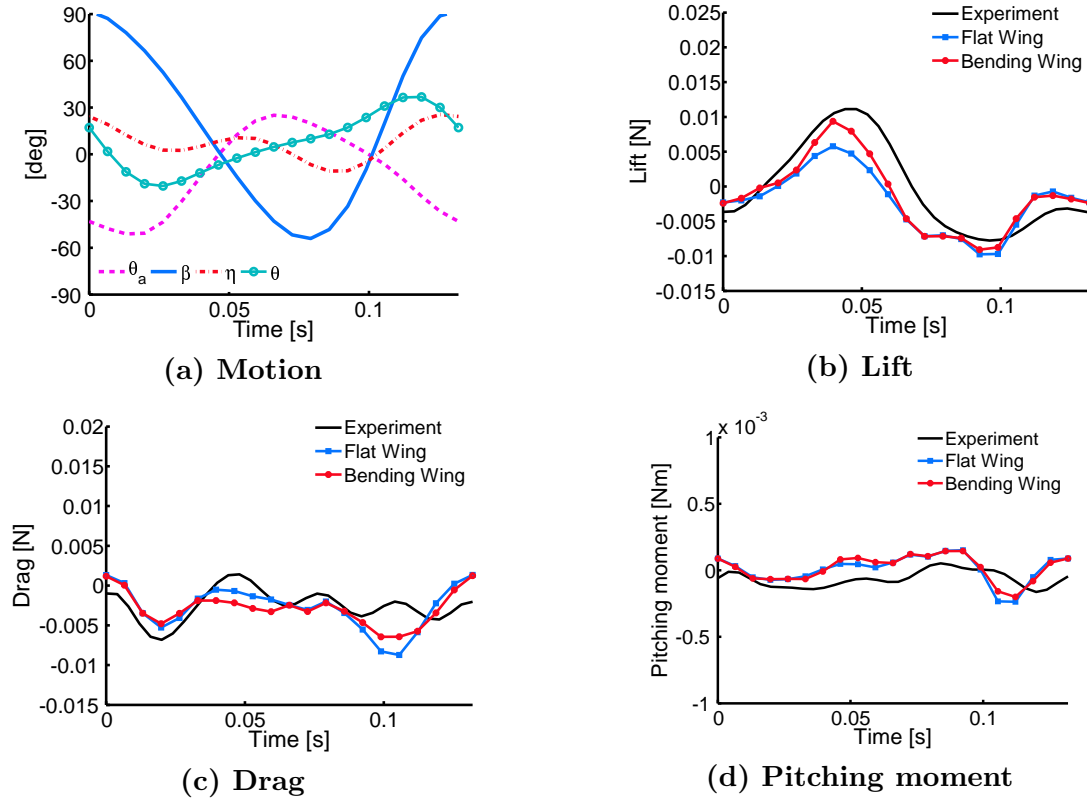 90
60
30
0
-30
-60
-90
[deg]
θa β η θ
0 0.05 0.1
Time [s]
(a) Motion
0.025
0.02
0.015
0.01
0.005
0
-0.005
-0.01
-0.015
Lift [N]
Experiment
Flat Wing
Bending Wing
0 0.05 0.1
Time [s]
(b) Lift
0.02
0.015
0.01
0.005
0
-0.005
-0.01
-0.015
Drag [N]
Experiment
Flat Wing
Bending Wing
0 0.05 0.1
Time [s]
(c) Drag
x 10^-3
1
0.5
0
-0.5
-1
Pitching moment [Nm]
Experiment
Flat Wing
Bending Wing
0 0.05 0.1
Time [s]
(d) Pitching moment